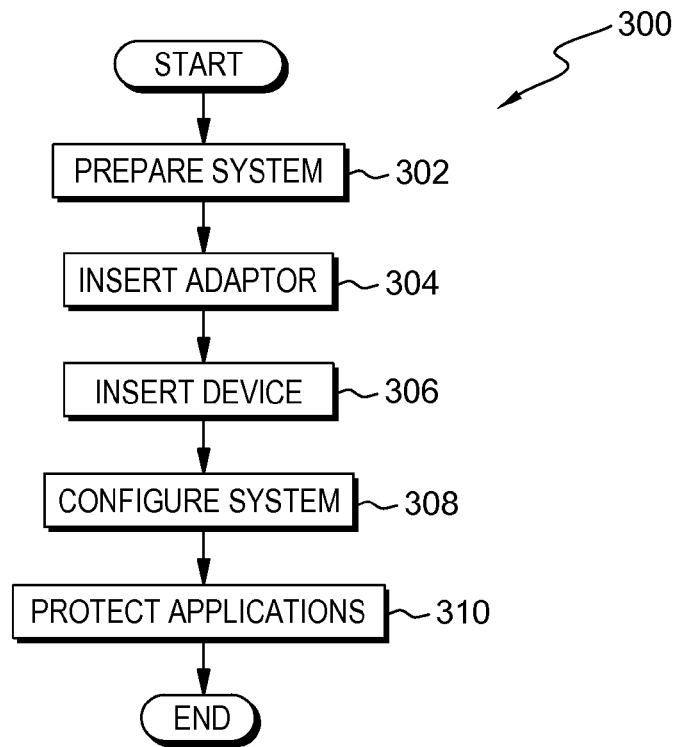 300
START
PREPARE SYSTEM 302
INSERT ADAPTOR 304
INSERT DEVICE 306
CONFIGURE SYSTEM 308
PROTECT APPLICATIONS 310
END